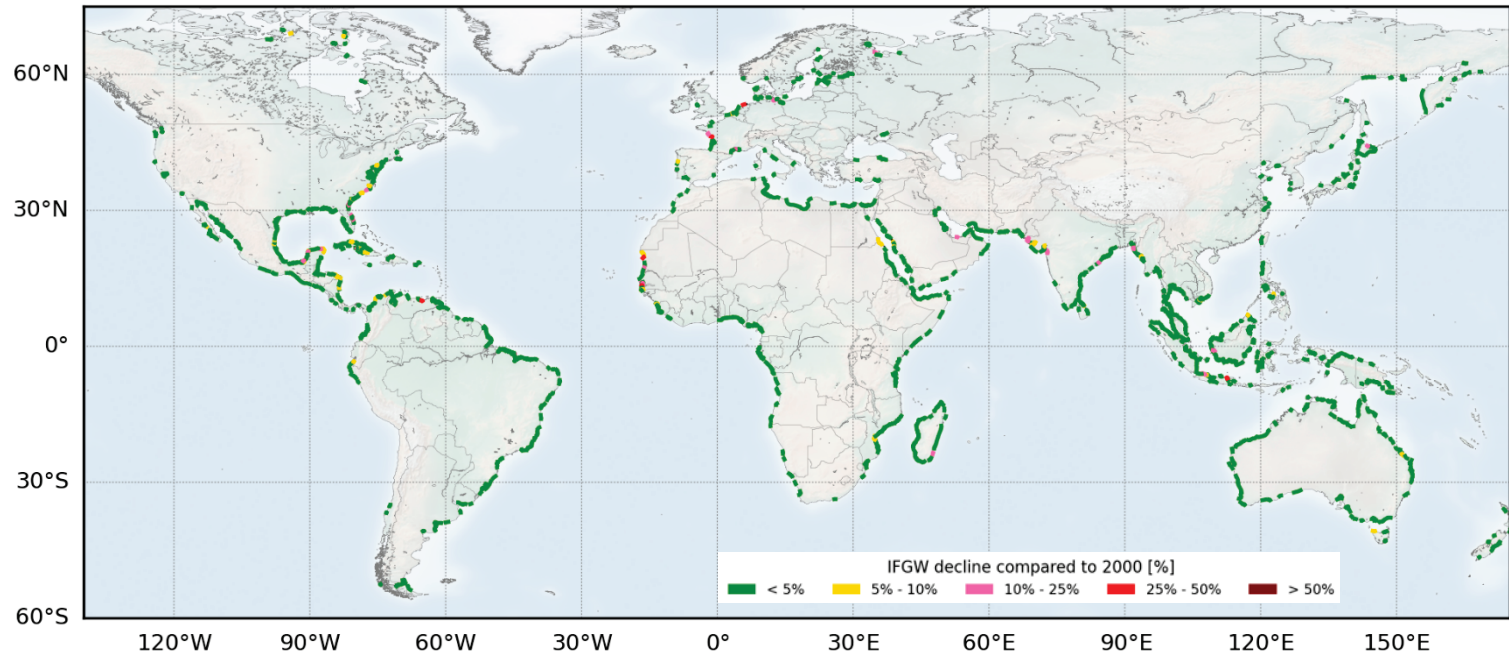 60°N
30°N
0°
30°S
60°S
IFGW decline compared to 2000 [%]
< 5% 5% - 10% 10% - 25% 25% - 50% > 50%
120°W 90°W 60°W 30°W 0° 30°E 60°E 90°E 120°E 150°E